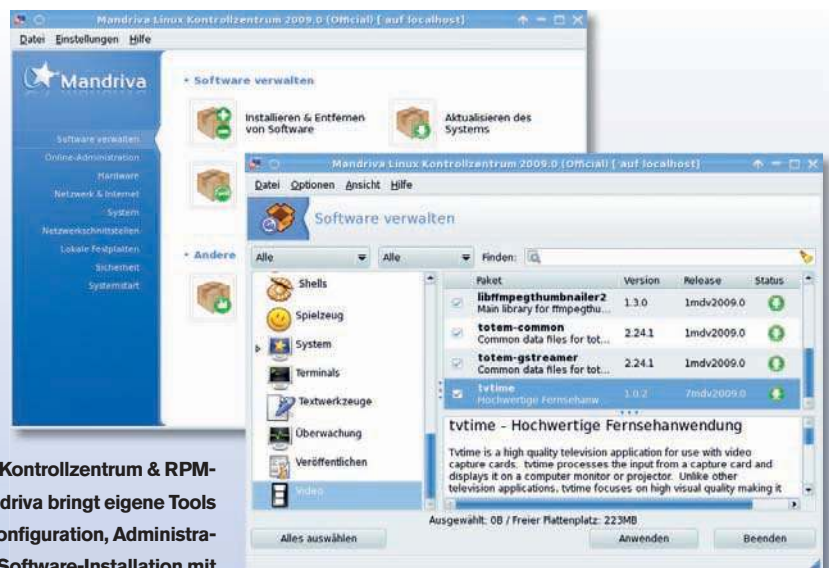 Mandriva Linux Kontrollzentrum 2009.0 (Official) [ auf localhost]
Datei Einstellungen Hilfe
Mandriva
Software verwalten
Online-Administration
Hardware
Netzwerk & Internet
System
Netzwerkschnittstellen
Lokale Festplatten
Sicherheit
Systemstart
• Software verwalten
Installieren & Entfernen
von Software
Aktualisieren des
Systems
• Andere
Mandriva Linux Kontrollzentrum 2009.0 (Official) [ auf localhost]
Datei Optionen Ansicht Hilfe
Software verwalten
Alle Alle Finden:
Shells
Spielzeug
System
Terminals
Textwerkzeuge
Überwachung
Veröffentlichen
Video
Paket Version Release Status
libffmpegthumbnailer2 1.3.0 1mdv2009.0
Main library for ffmpegthu...
totem-common 2.24.1 1mdv2009.0
Common data files for tot...
totem-gstreamer 2.24.1 1mdv2009.0
Common data files for tot...
tvtime 1.0.2 7mdv2009.0
Hochwertige Fernsehanw...
tvtime - Hochwertige Fernsehanwendung
Tvtime is a high quality television application for use with video
capture cards. tvtime processes the input from a capture card and
displays it on a computer monitor or projector. Unlike other
television applications, tvtime focuses on high visual quality making it
Ausgewählt: 0B / Freier Plattenplatz: 223MB
Alles auswählen Anwenden Beenden
Kontrollzentrum & RPM-
driva bringt eigene Tools
onfiguration, Administra-
Software-Installation mit